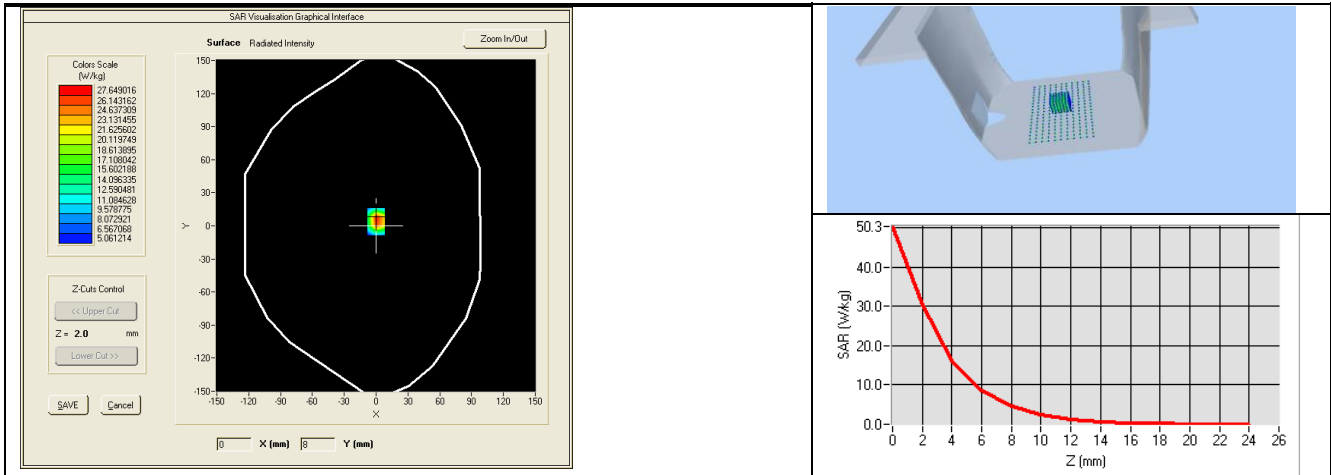 SAR Visualisation Graphical Interface
Surface Radiated Intensity
Zoom In/Out
Colors Scale
(W/kg)
27.649016
26.143162
24.637309
23.131455
21.625602
20.119749
18.613895
17.108042
15.602188
14.096335
12.590481
11.084628
9.578775
8.072921
6.567068
5.061214
150
120
90
60
30
0
-30
-60
-90
-120
-150
Y
-150 -120 -90 -60 -30 0 30 60 90 120 150
X
Z-Cuts Control
<< Upper Cut
Z = 2.0 mm
Lower Cut >>
SAVE Cancel
0 X (mm) 8 Y (mm)
50.3
40.0
30.0
20.0
10.0
0.0
SAR (W/kg)
0 2 4 6 8 10 12 14 16 18 20 22 24 26
Z (mm)